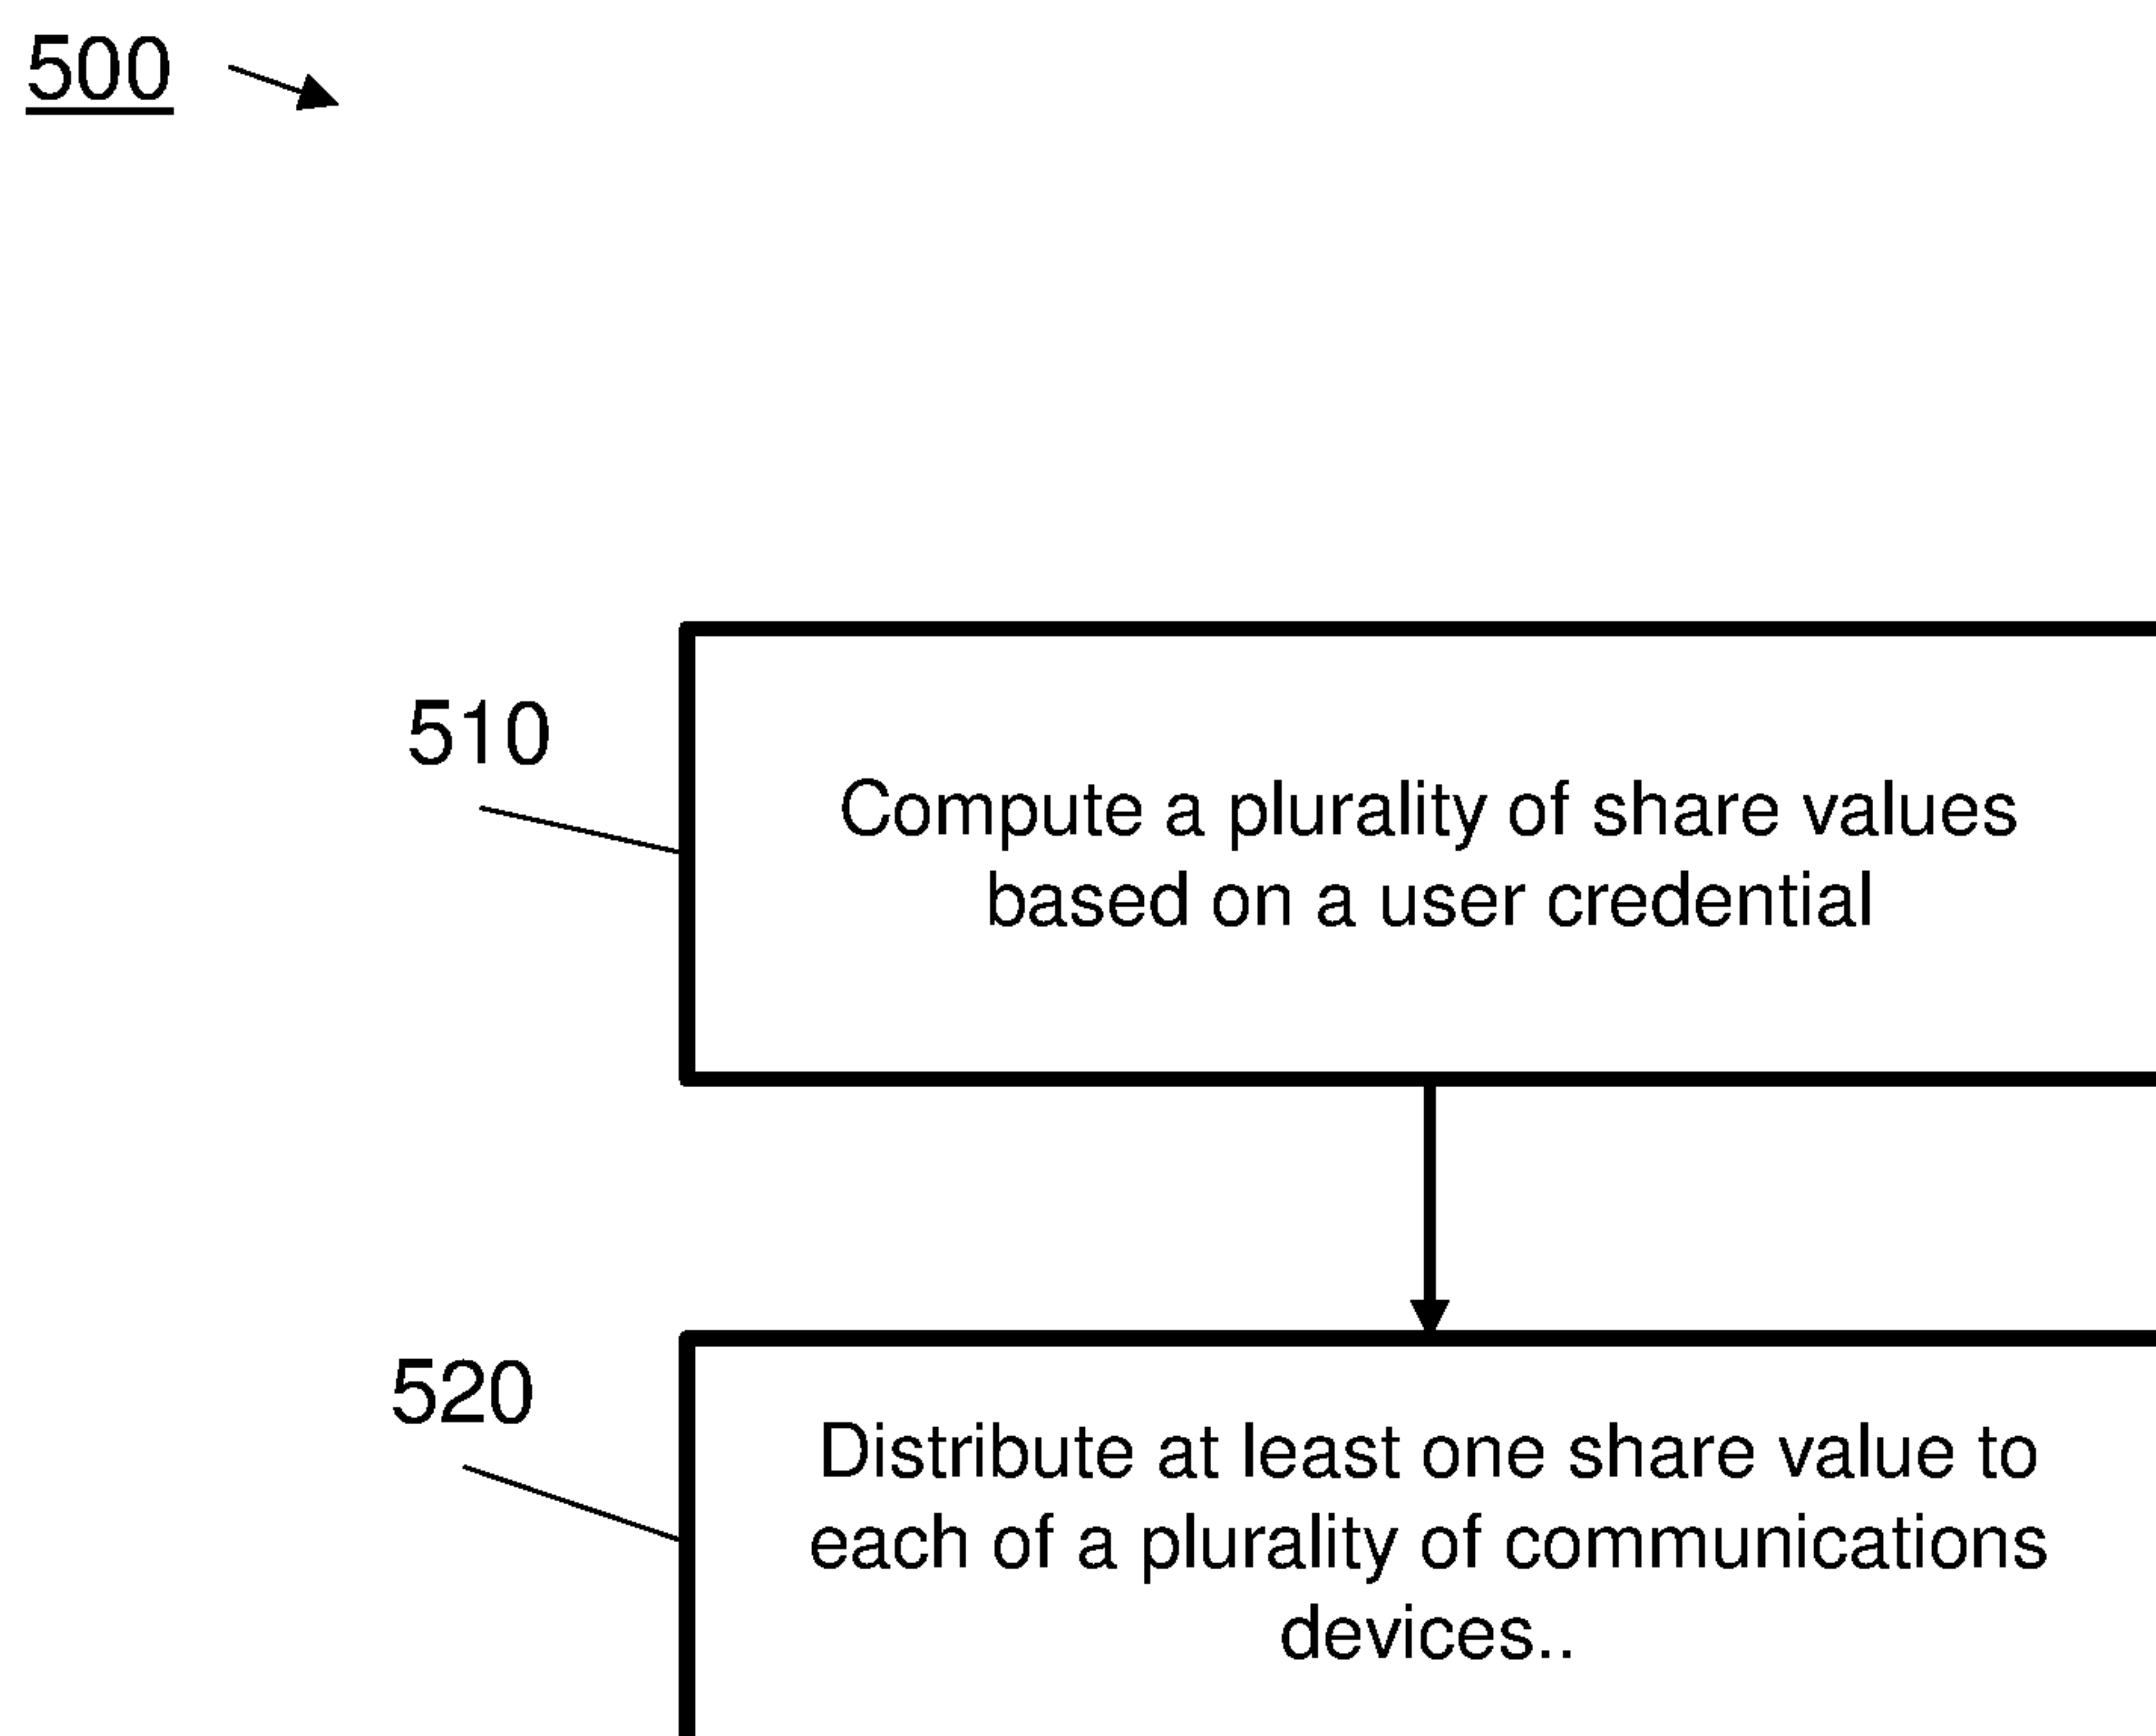 500
510
Compute a plurality of share values
based on a user credential
520
Distribute at least one share value to
each of a plurality of communications
devices..